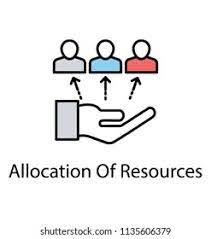 Allocation Of Resources
shutterstock.com · 1135606379